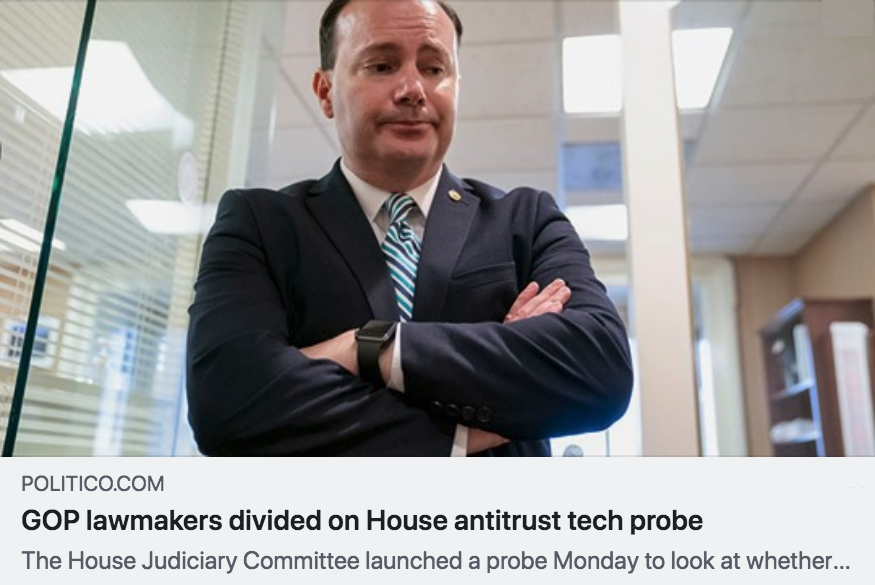 POLITICO.COM
GOP lawmakers divided on House antitrust tech probe
The House Judiciary Committee launched a probe Monday to look at whether...